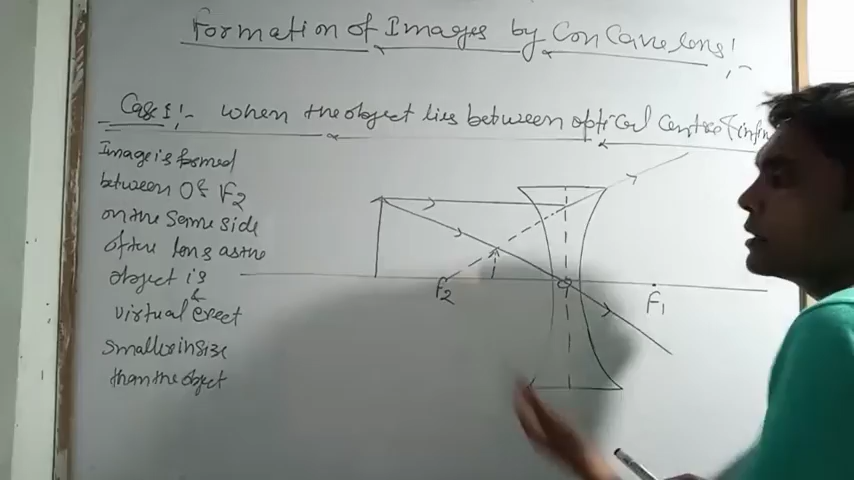 Formation of Images by Concave lens:-
Case 1:- When the object lies between optical centre & infin
Image is formed
between O & F2
on the same side
of the lens as the
object is
virtual & erect
smaller in size
than the object
F2
O
F1